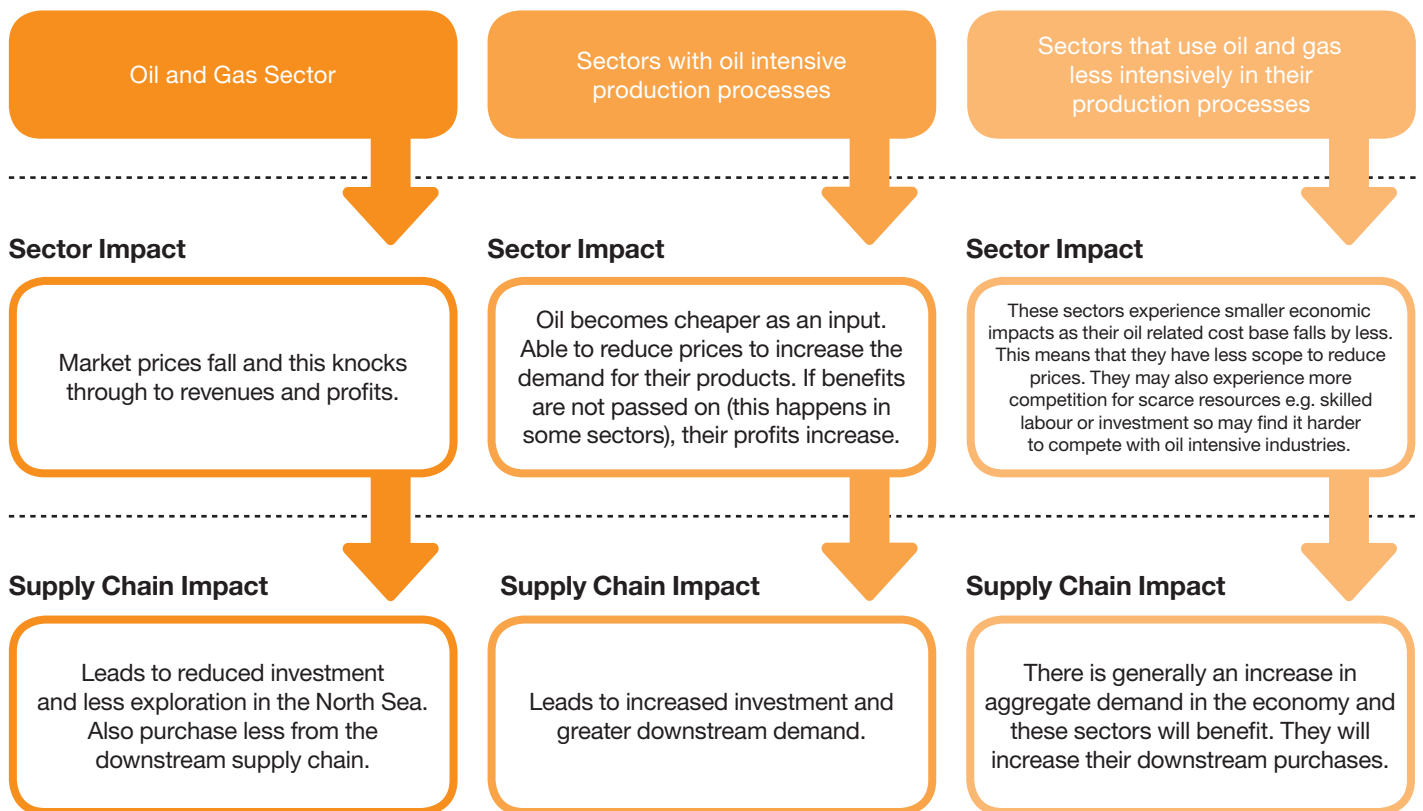 Oil and Gas Sector
Sectors with oil intensive
production processes
Sectors that use oil and gas
less intensively in their
production processes
Sector Impact
Sector Impact
Sector Impact
Market prices fall and this knocks
through to revenues and profits.
Oil becomes cheaper as an input.
Able to reduce prices to increase the
demand for their products. If benefits
are not passed on (this happens in
some sectors), their profits increase.
These sectors experience smaller economic
impacts as their oil related cost base falls by less.
This means that they have less scope to reduce
prices. They may also experience more
competition for scarce resources e.g. skilled
labour or investment so may find it harder
to compete with oil intensive industries.
Supply Chain Impact
Supply Chain Impact
Supply Chain Impact
Leads to reduced investment
and less exploration in the North Sea.
Also purchase less from the
downstream supply chain.
Leads to increased investment and
greater downstream demand.
There is generally an increase in
aggregate demand in the economy and
these sectors will benefit. They will
increase their downstream purchases.